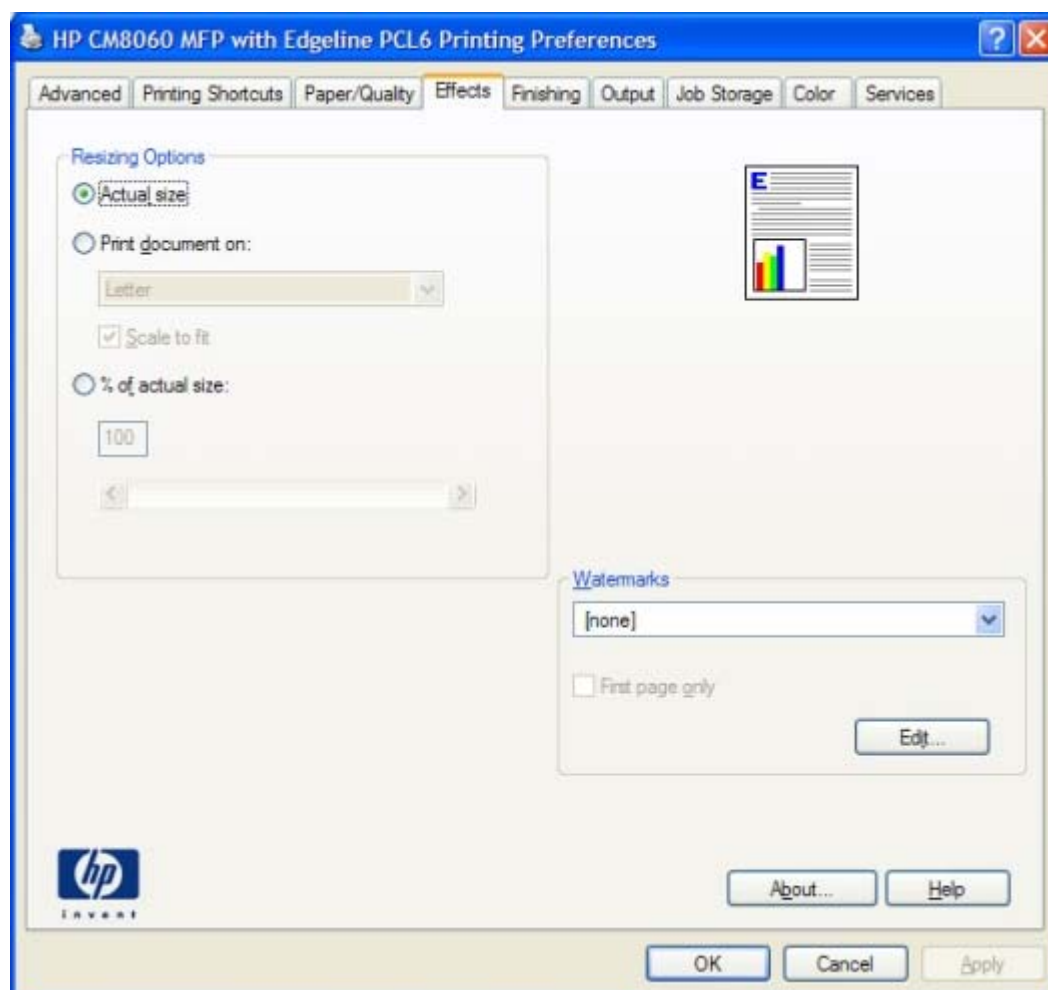 HP CM8060 MFP with Edgeline PCL6 Printing Preferences
Advanced Printing Shortcuts Paper/Quality Effects Finishing Output Job Storage Color Services
Resizing Options
Actual size
Print document on:
Letter
Scale to fit
% of actual size:
100
E
Watermarks
[none]
First page only
Edit...
hp
invent
About... Help
OK Cancel Apply